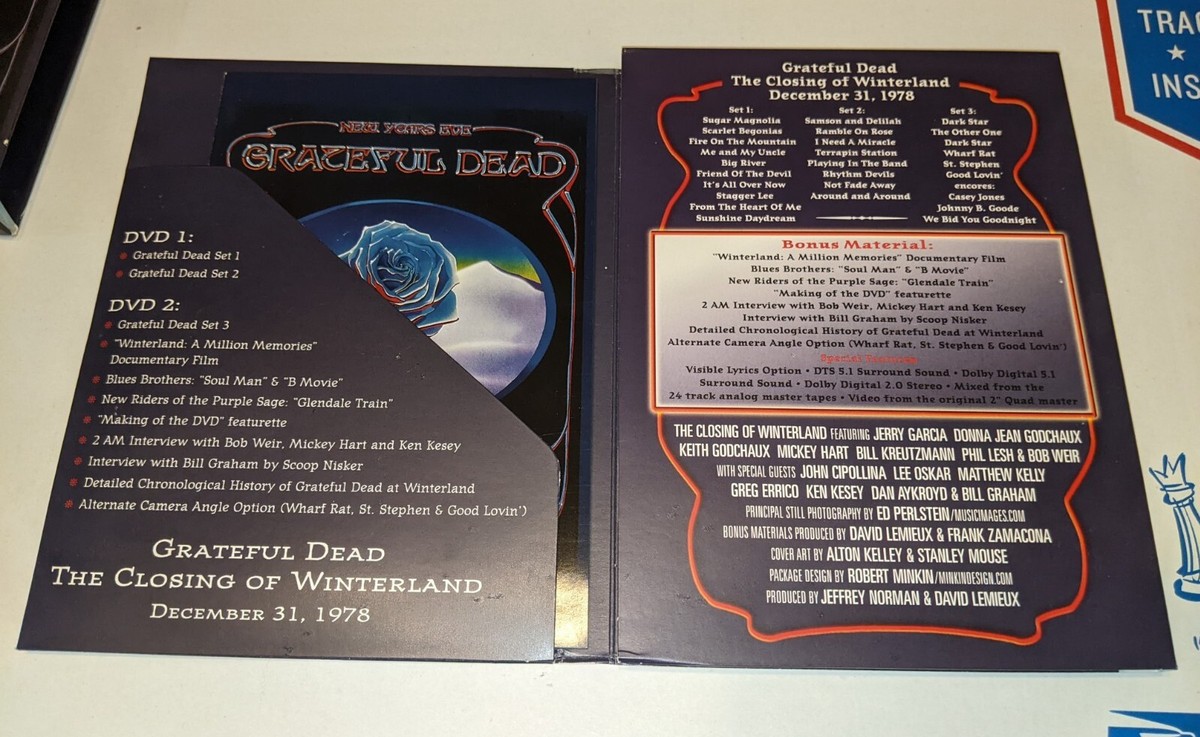 NEW YEARS EVE
GRATEFUL DEAD
DVD 1:
Grateful Dead Set 1
Grateful Dead Set 2
DVD 2:
Grateful Dead Set 3
"Winterland: A Million Memories"
Documentary Film
Blues Brothers: "Soul Man" & "B Movie"
New Riders of the Purple Sage: "Glendale Train"
"Making of the DVD" featurette
2 AM Interview with Bob Weir, Mickey Hart and Ken Kesey
Interview with Bill Graham by Scoop Nisker
Detailed Chronological History of Grateful Dead at Winterland
Alternate Camera Angle Option (Wharf Rat, St. Stephen & Good Lovin')
GRATEFUL DEAD
THE CLOSING OF WINTERLAND
DECEMBER 31, 1978
Grateful Dead
The Closing of Winterland
December 31, 1978
Set 1:
Sugar Magnolia
Scarlet Begonias
Fire On The Mountain
Me and My Uncle
Big River
Friend Of The Devil
It's All Over Now
Stagger Lee
From The Heart Of Me
Sunshine Daydream
Set 2:
Samson and Delilah
Ramble On Rose
I Need A Miracle
Terrapin Station
Playing In The Band
Rhythm Devils
Not Fade Away
Around and Around
Set 3:
Dark Star
The Other One
Dark Star
Wharf Rat
St. Stephen
Good Lovin'
encores:
Casey Jones
Johnny B. Goode
We Bid You Goodnight
Bonus Material:
"Winterland: A Million Memories" Documentary Film
Blues Brothers: "Soul Man" & "B Movie"
New Riders of the Purple Sage: "Glendale Train"
"Making of the DVD" featurette
2 AM Interview with Bob Weir, Mickey Hart and Ken Kesey
Interview with Bill Graham by Scoop Nisker
Detailed Chronological History of Grateful Dead at Winterland
Alternate Camera Angle Option (Wharf Rat, St. Stephen & Good Lovin')
Special Features
Visible Lyrics Option • DTS 5.1 Surround Sound • Dolby Digital 5.1
Surround Sound • Dolby Digital 2.0 Stereo • Mixed from the
24 track analog master tapes • Video from the original 2" Quad master
THE CLOSING OF WINTERLAND FEATURING JERRY GARCIA DONNA JEAN GODCHAUX
KEITH GODCHAUX MICKEY HART BILL KREUTZMANN PHIL LESH & BOB WEIR
WITH SPECIAL GUESTS JOHN CIPOLLINA LEE OSKAR MATTHEW KELLY
GREG ERRICO KEN KESEY DAN AYKROYD & BILL GRAHAM
PRINCIPAL STILL PHOTOGRAPHY BY ED PERLSTEIN/MUSICIMAGES.COM
BONUS MATERIALS PRODUCED BY DAVID LEMIEUX & FRANK ZAMACONA
COVER ART BY ALTON KELLEY & STANLEY MOUSE
PACKAGE DESIGN BY ROBERT MINKIN/MINKINDESIGN.COM
PRODUCED BY JEFFREY NORMAN & DAVID LEMIEUX
TRAC
INS